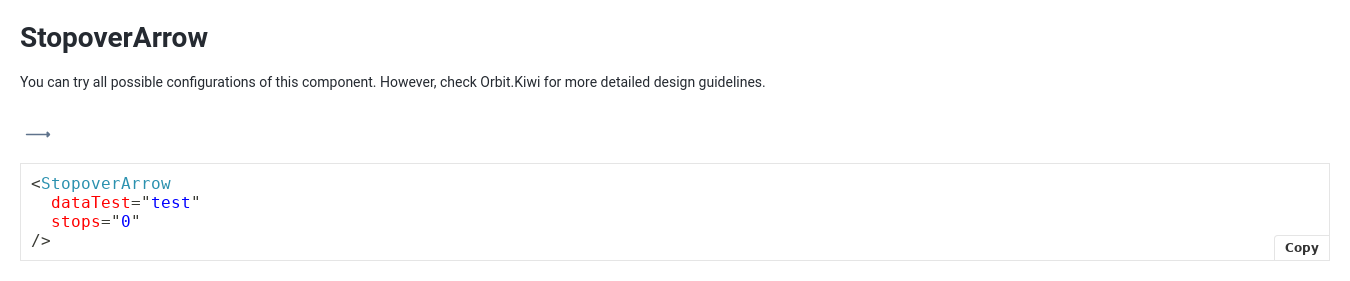 StopoverArrow
You can try all possible configurations of this component. However, check Orbit.Kiwi for more detailed design guidelines.
<StopoverArrow
  dataTest="test"
  stops="0"
/>
Copy